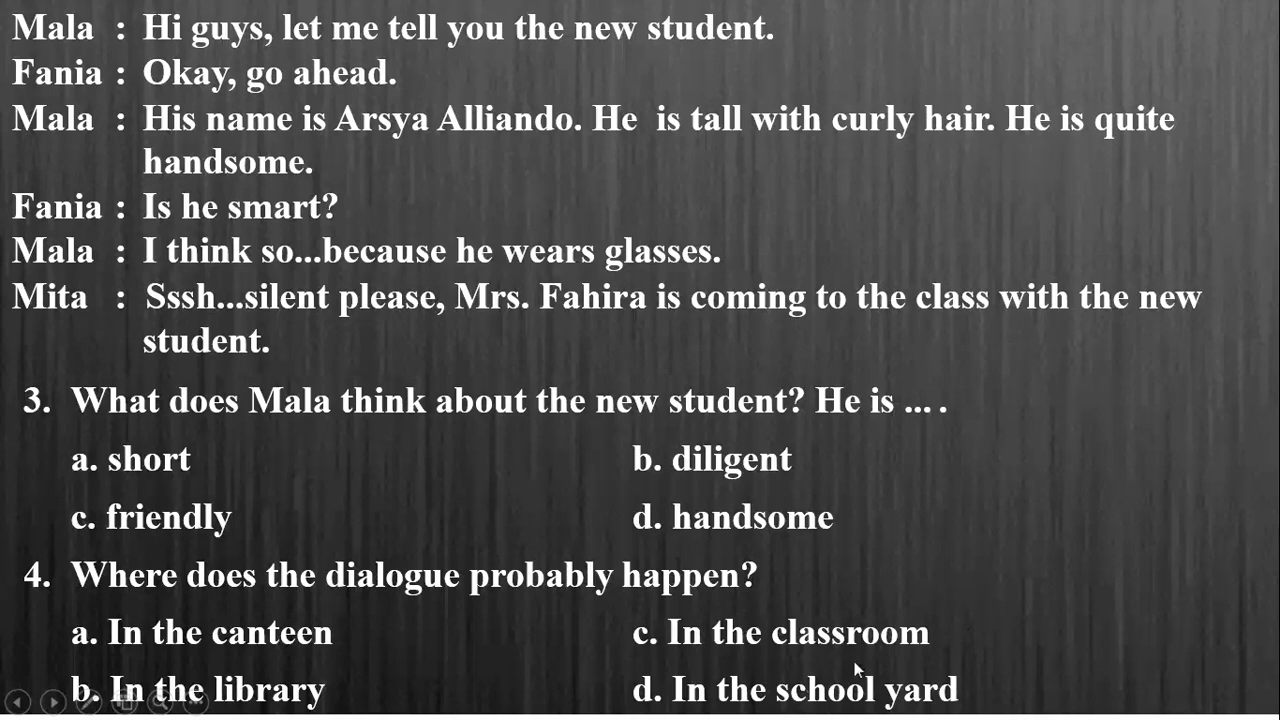 Mala : Hi guys, let me tell you the new student.
Fania : Okay, go ahead.
Mala : His name is Arsya Alliando. He is tall with curly hair. He is quite
handsome.
Fania : Is he smart?
Mala : I think so...because he wears glasses.
Mita : Sssh...silent please, Mrs. Fahira is coming to the class with the new
student.
3. What does Mala think about the new student? He is ... .
a. short b. diligent
c. friendly d. handsome
4. Where does the dialogue probably happen?
a. In the canteen c. In the classroom
b. In the library d. In the school yard